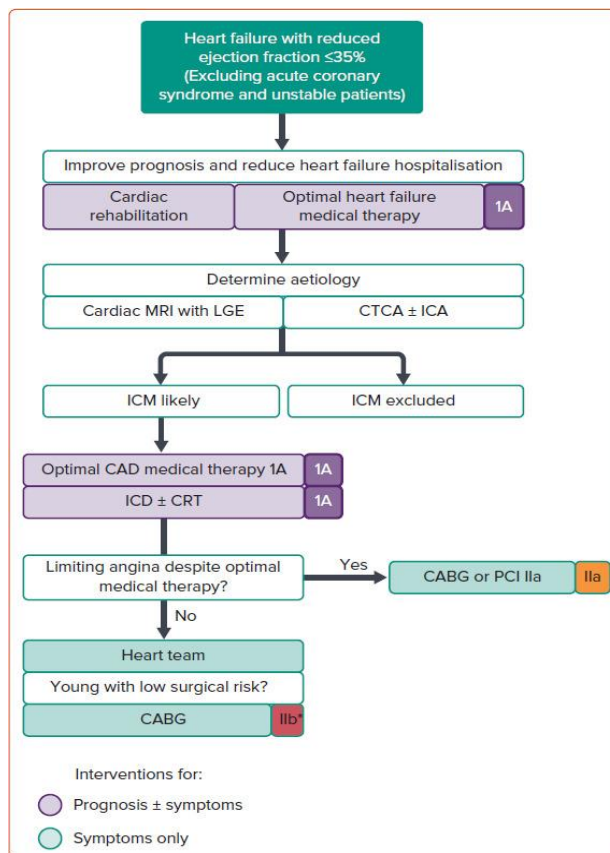 Heart failure with reduced
ejection fraction ≤35%
(Excluding acute coronary
syndrome and unstable patients)
Improve prognosis and reduce heart failure hospitalisation
Cardiac
rehabilitation
Optimal heart failure
medical therapy
1A
Determine aetiology
Cardiac MRI with LGE
CTCA ± ICA
ICM likely
ICM excluded
Optimal CAD medical therapy 1A
1A
ICD ± CRT
1A
Limiting angina despite optimal
medical therapy?
Yes
CABG or PCI IIa
IIa
No
Heart team
Young with low surgical risk?
CABG
IIb*
Interventions for:
Prognosis ± symptoms
Symptoms only